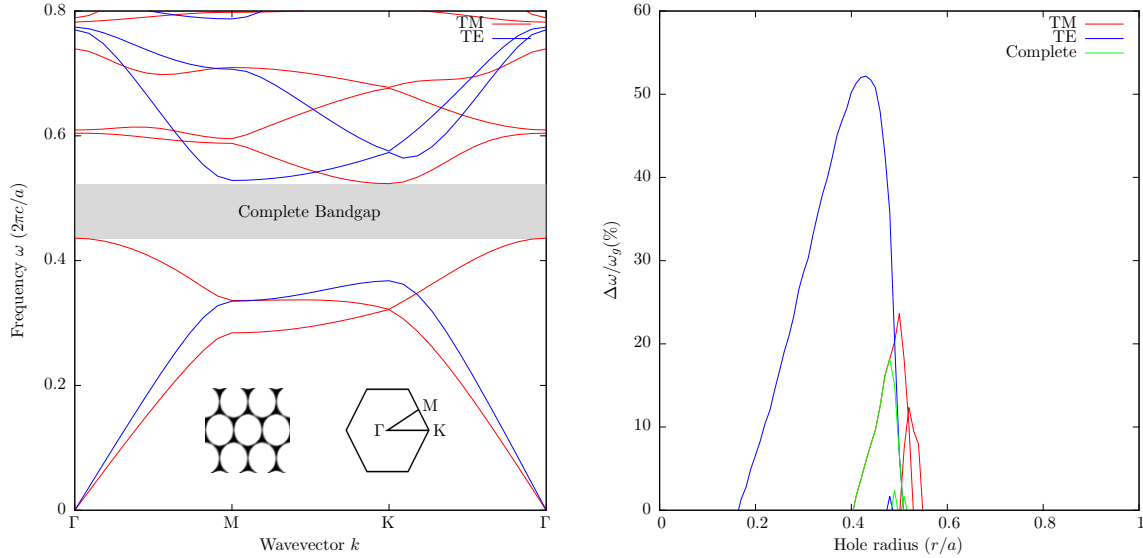 0.8
0.6
0.4
0.2
0
Frequency ω (2πc/a)
TM
TE
Complete Bandgap
Γ
M
K
Γ
M
K
Γ
Wavevector k
60
50
40
30
20
10
0
Δω/ω_g(%)
TM
TE
Complete
0
0.2
0.4
0.6
0.8
1
Hole radius (r/a)